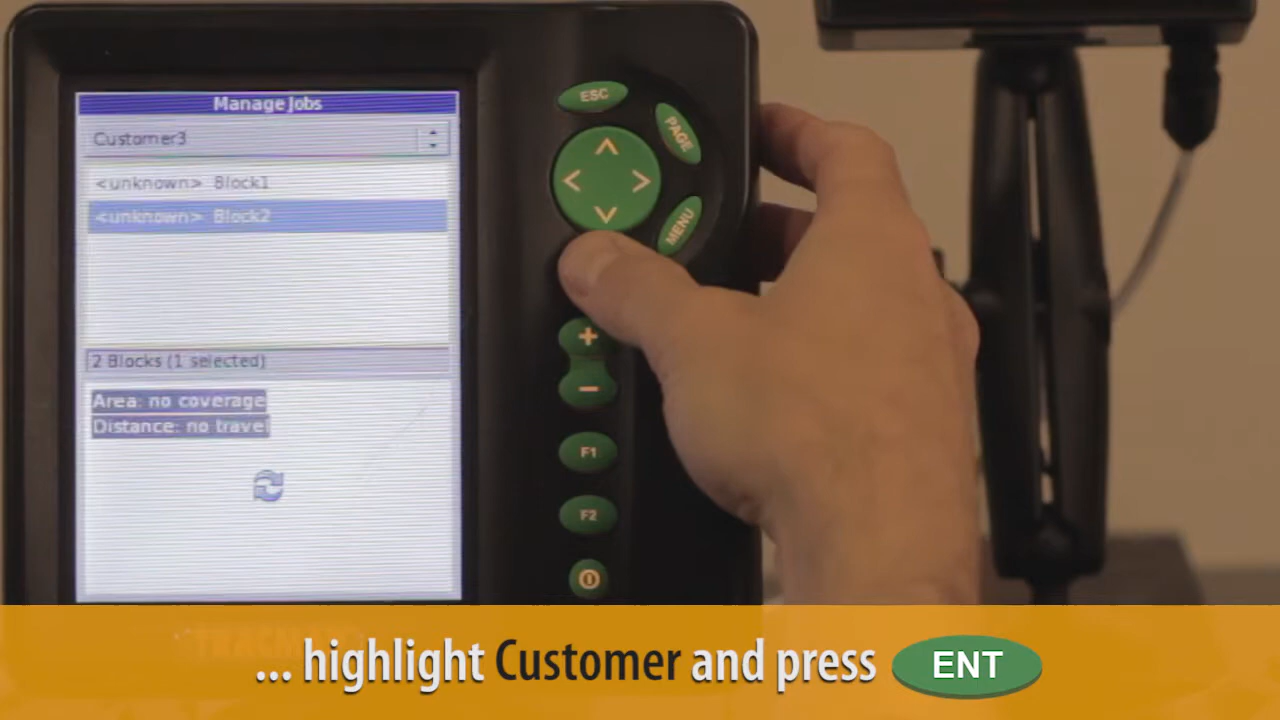 Manage Jobs
Customer3
<unknown> Block1
<unknown> Block2
2 Blocks (1 selected)
Area: no coverage
Distance: no travel
ESC
PAGE
MENU
+
−
F1
F2
... highlight Customer and press ENT